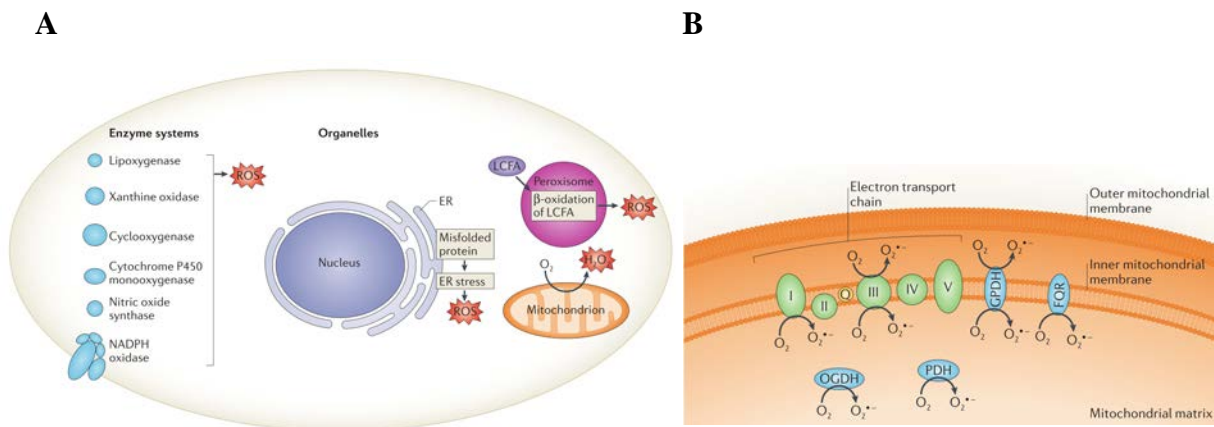 A
B
Enzyme systems
Lipoxygenase
Xanthine oxidase
Cyclooxygenase
Cytochrome P450
monooxygenase
Nitric oxide
synthase
NADPH
oxidase
ROS
Organelles
Nucleus
ER
Misfolded
protein
ER stress
ROS
LCFA
Peroxisome
β-oxidation
of LCFA
ROS
O₂
H₂O₂
Mitochondrion
Electron transport
chain
Outer mitochondrial
membrane
Inner mitochondrial
membrane
O₂ O₂•−
O₂ O₂•−
I
II
Q
III
IV
V
GPDH
FOR
O₂ O₂•−
O₂ O₂•−
O₂ O₂•−
O₂ O₂•−
OGDH
PDH
O₂ O₂•−
O₂ O₂•−
Mitochondrial matrix